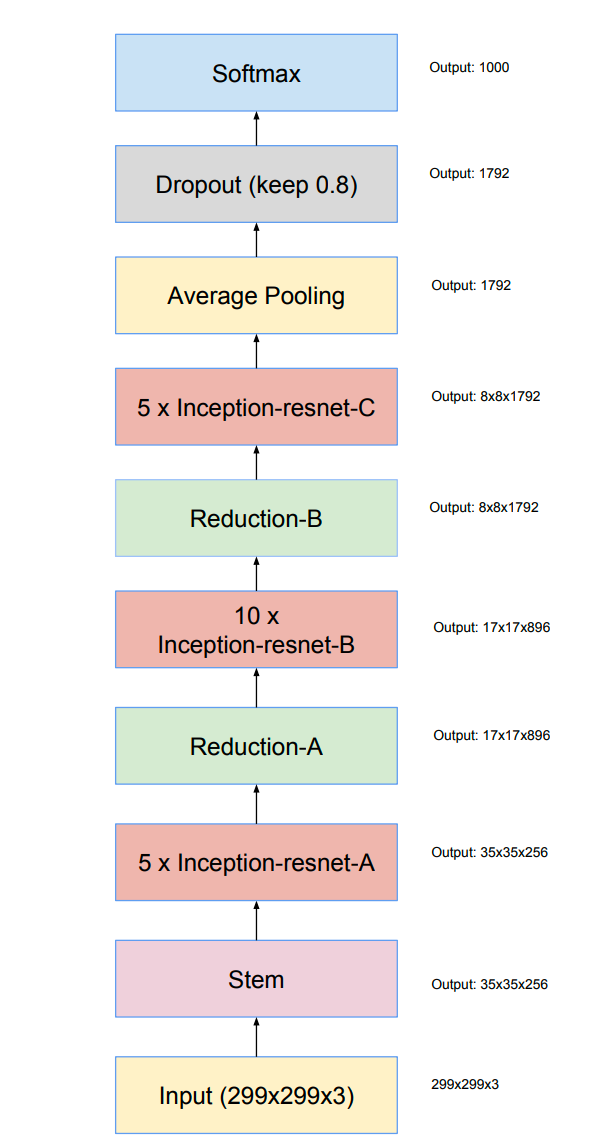 Softmax
Output: 1000
Dropout (keep 0.8)
Output: 1792
Average Pooling
Output: 1792
5 x Inception-resnet-C
Output: 8x8x1792
Reduction-B
Output: 8x8x1792
10 x
Inception-resnet-B
Output: 17x17x896
Reduction-A
Output: 17x17x896
5 x Inception-resnet-A
Output: 35x35x256
Stem
Output: 35x35x256
Input (299x299x3)
299x299x3